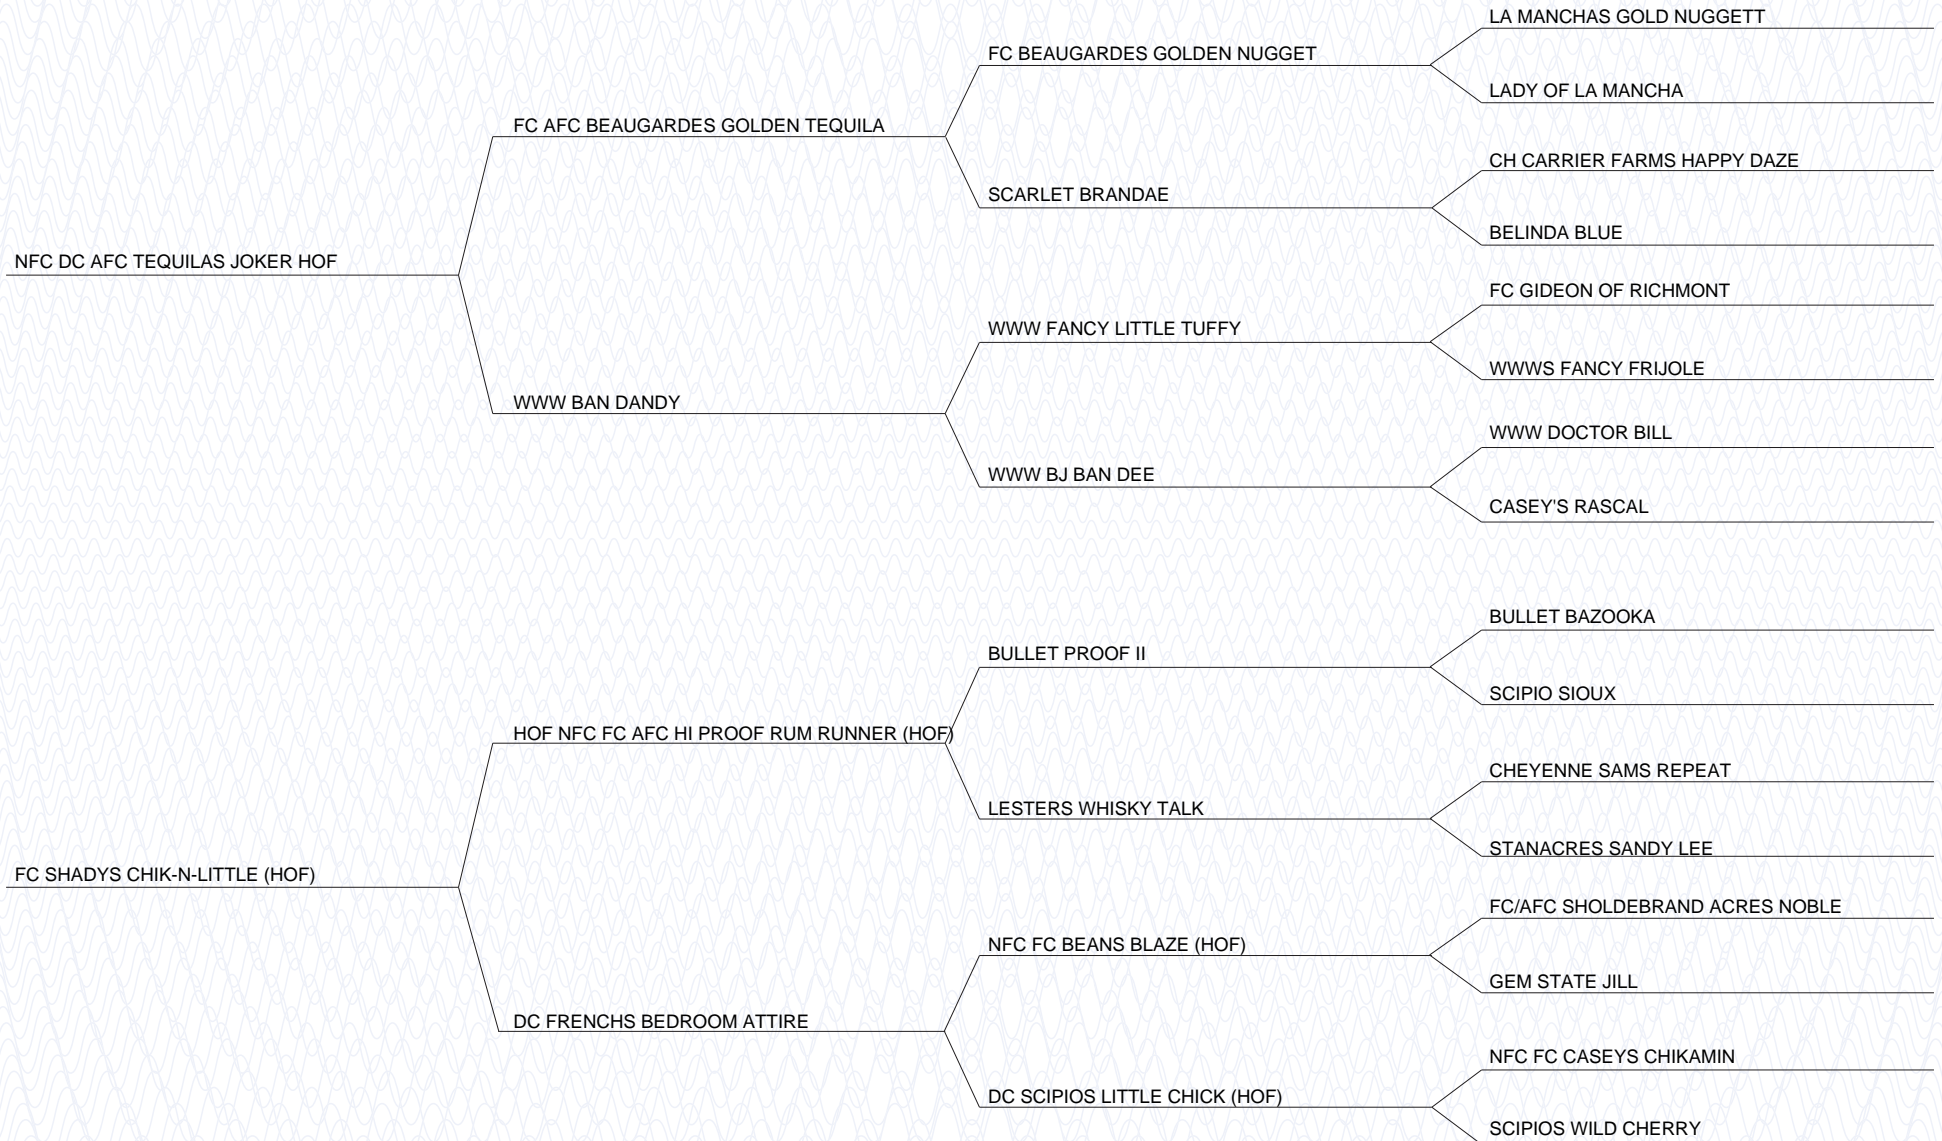 LA MANCHAS GOLD NUGGETT
FC BEAUGARDES GOLDEN NUGGET
LADY OF LA MANCHA
FC AFC BEAUGARDES GOLDEN TEQUILA
CH CARRIER FARMS HAPPY DAZE
SCARLET BRANDAE
BELINDA BLUE
NFC DC AFC TEQUILAS JOKER HOF
FC GIDEON OF RICHMONT
WWW FANCY LITTLE TUFFY
WWWS FANCY FRIJOLE
WWW BAN DANDY
WWW DOCTOR BILL
WWW BJ BAN DEE
CASEY'S RASCAL
BULLET BAZOOKA
BULLET PROOF II
SCIPIO SIOUX
HOF NFC FC AFC HI PROOF RUM RUNNER (HOF)
CHEYENNE SAMS REPEAT
LESTERS WHISKY TALK
STANACRES SANDY LEE
FC SHADYS CHIK-N-LITTLE (HOF)
FC/AFC SHOLDEBRAND ACRES NOBLE
NFC FC BEANS BLAZE (HOF)
GEM STATE JILL
DC FRENCHS BEDROOM ATTIRE
NFC FC CASEYS CHIKAMIN
DC SCIPIOS LITTLE CHICK (HOF)
SCIPIOS WILD CHERRY